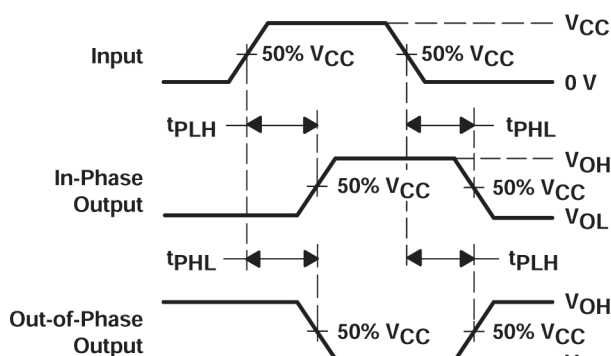 VCC
Input
50% VCC
50% VCC
0 V
tPLH
tPHL
In-Phase
Output
VOH
50% VCC
50% VCC
VOL
tPHL
tPLH
Out-of-Phase
Output
VOH
50% VCC
50% VCC